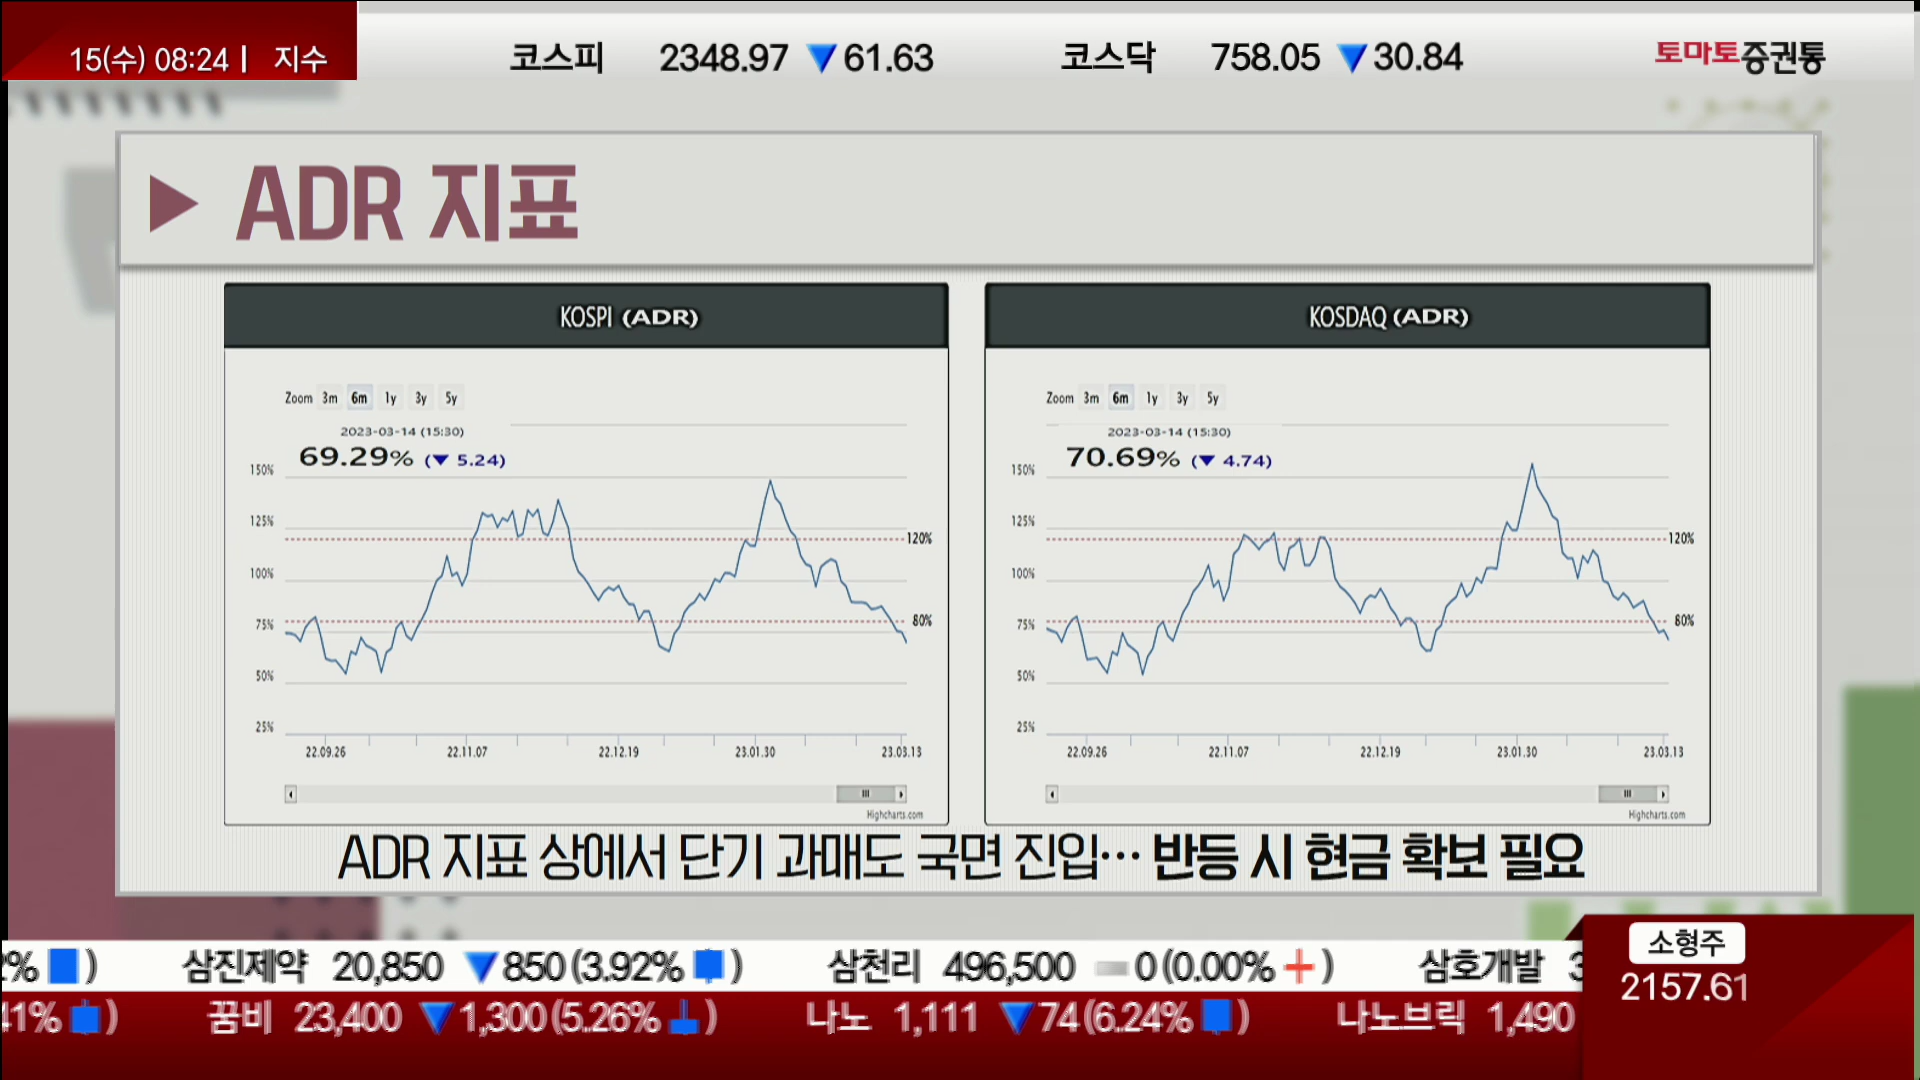 15(수) 08:24 | 지수 코스피 2348.97 ▼61.63 코스닥 758.05 ▼30.84 토마토증권통
▶ ADR 지표
KOSPI (ADR)
Zoom 3m 6m 1y 3y 5y
2023-03-14 (15:30)
69.29% (▼ 5.24)
150%
125%
120%
100%
80%
75%
50%
25%
22.09.26 22.11.07 22.12.19 23.01.30 23.03.13
Highcharts.com
KOSDAQ (ADR)
Zoom 3m 6m 1y 3y 5y
2023-03-14 (15:30)
70.69% (▼ 4.74)
150%
125%
120%
100%
80%
75%
50%
25%
22.09.26 22.11.07 22.12.19 23.01.30 23.03.13
Highcharts.com
ADR 지표 상에서 단기 과매도 국면 진입… 반등 시 현금 확보 필요
%) 삼진제약 20,850 ▼850(3.92%) 삼천리 496,500 0(0.00%) 삼호개발
41%) 꿈비 23,400 ▼1,300(5.26%) 나노 1,111 ▼74(6.24%) 나노브릭 1,490
소형주
2157.61